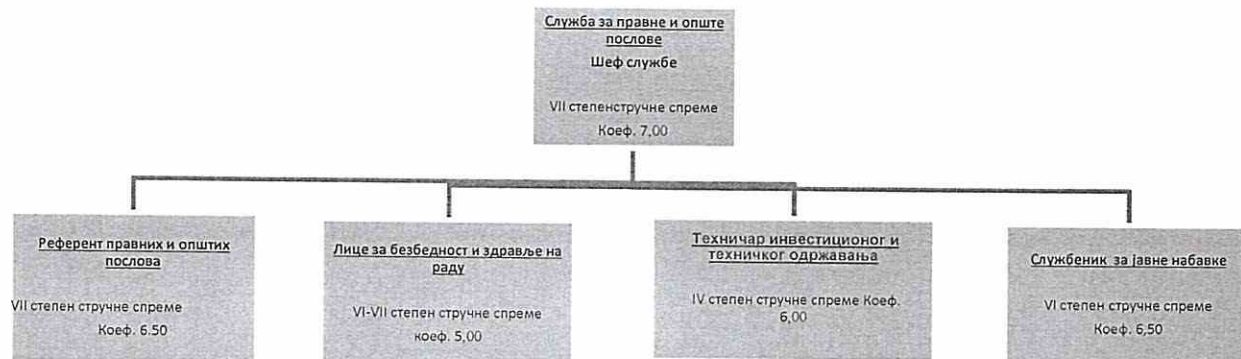 Служба за правне и опште
послове
Шеф службе
VII степенстручне спреме
Коеф. 7,00
Референт правних и општих
послова
VII степен стручне спреме
Коеф. 6.50
Лице за безбедност и здравље на
раду
VI-VII степен стручне спреме
коеф. 5,00
Техничар инвестиционог и
техничког одржавања
IV степен стручне спреме Коеф.
6,00
Службеник за јавне набавке
VI степен стручне спреме
Коеф. 6,50